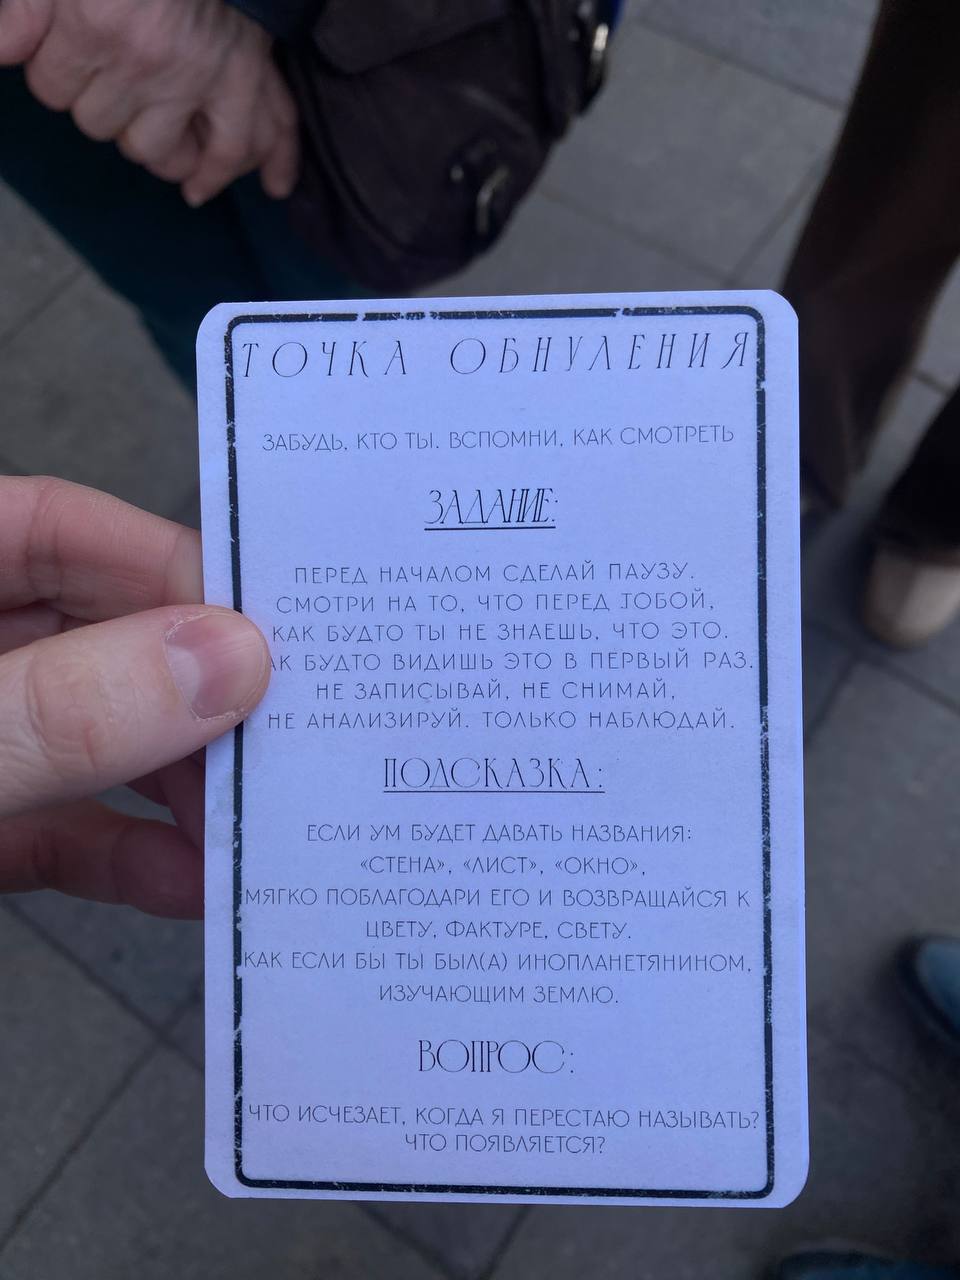 ТОЧКА ОБНУЛЕНИЯ
ЗАБУДЬ, КТО ТЫ. ВСПОМНИ, КАК СМОТРЕТЬ
ЗАДАНИЕ:
ПЕРЕД НАЧАЛОМ СДЕЛАЙ ПАУЗУ.
СМОТРИ НА ТО, ЧТО ПЕРЕД ТОБОЙ,
КАК БУДТО ТЫ НЕ ЗНАЕШЬ, ЧТО ЭТО.
АК БУДТО ВИДИШЬ ЭТО В ПЕРВЫЙ РАЗ.
НЕ ЗАПИСЫВАЙ, НЕ СНИМАЙ,
НЕ АНАЛИЗИРУЙ. ТОЛЬКО НАБЛЮДАЙ.
ПОДСКАЗКА:
ЕСЛИ УМ БУДЕТ ДАВАТЬ НАЗВАНИЯ:
«СТЕНА», «ЛИСТ», «ОКНО»,
МЯГКО ПОБЛАГОДАРИ ЕГО И ВОЗВРАЩАЙСЯ К
ЦВЕТУ, ФАКТУРЕ, СВЕТУ.
КАК ЕСЛИ БЫ ТЫ БЫЛ(А) ИНОПЛАНЕТЯНИНОМ,
ИЗУЧАЮЩИМ ЗЕМЛЮ.
ВОПРОС:
ЧТО ИСЧЕЗАЕТ, КОГДА Я ПЕРЕСТАЮ НАЗЫВАТЬ?
ЧТО ПОЯВЛЯЕТСЯ?